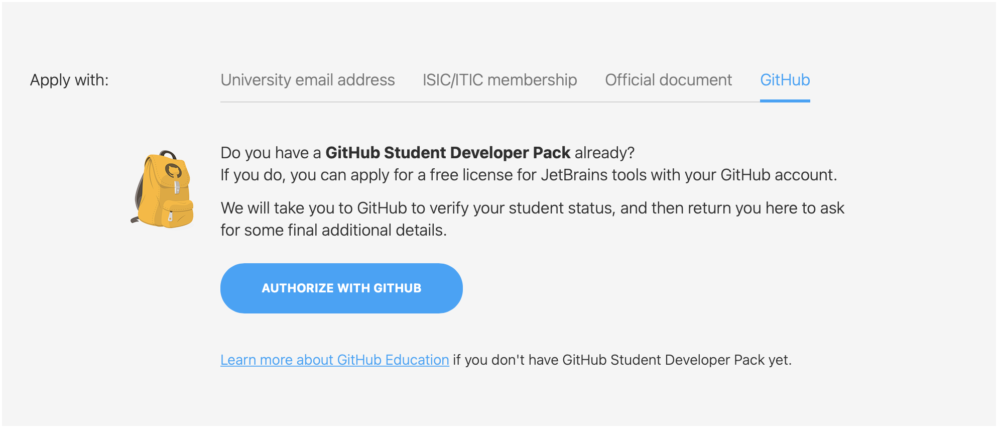 Apply with:
University email address
ISIC/ITIC membership
Official document
GitHub
Do you have a GitHub Student Developer Pack already?
If you do, you can apply for a free license for JetBrains tools with your GitHub account.
We will take you to GitHub to verify your student status, and then return you here to ask
for some final additional details.
AUTHORIZE WITH GITHUB
Learn more about GitHub Education if you don't have GitHub Student Developer Pack yet.